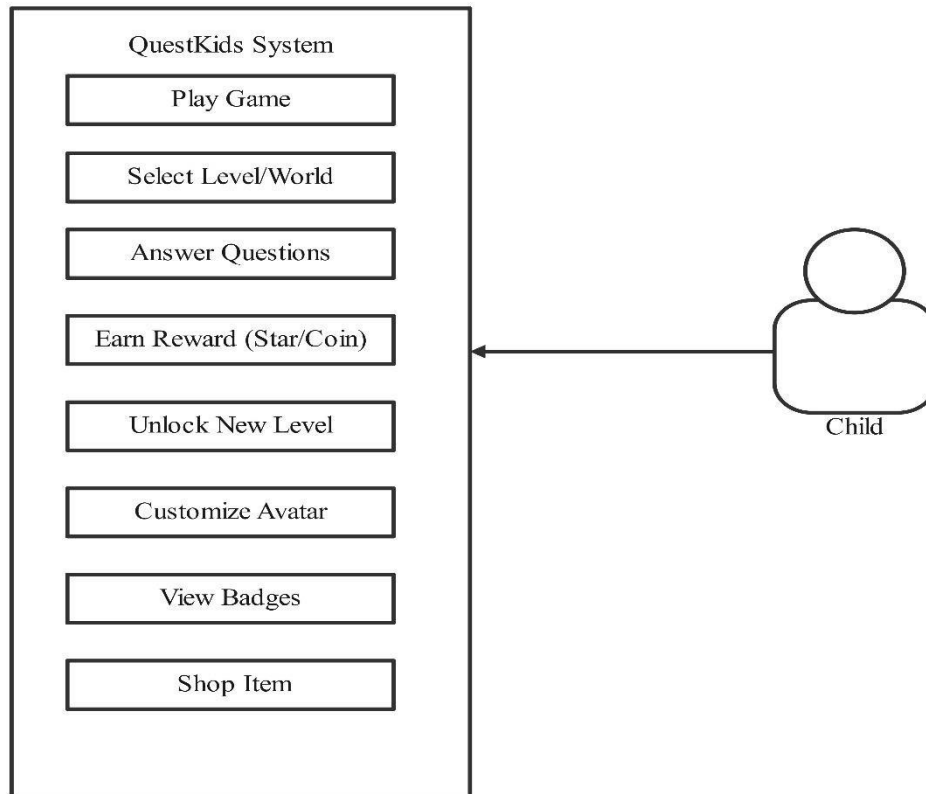 QuestKids System
Play Game
Select Level/World
Answer Questions
Earn Reward (Star/Coin)
Unlock New Level
Customize Avatar
View Badges
Shop Item
Child